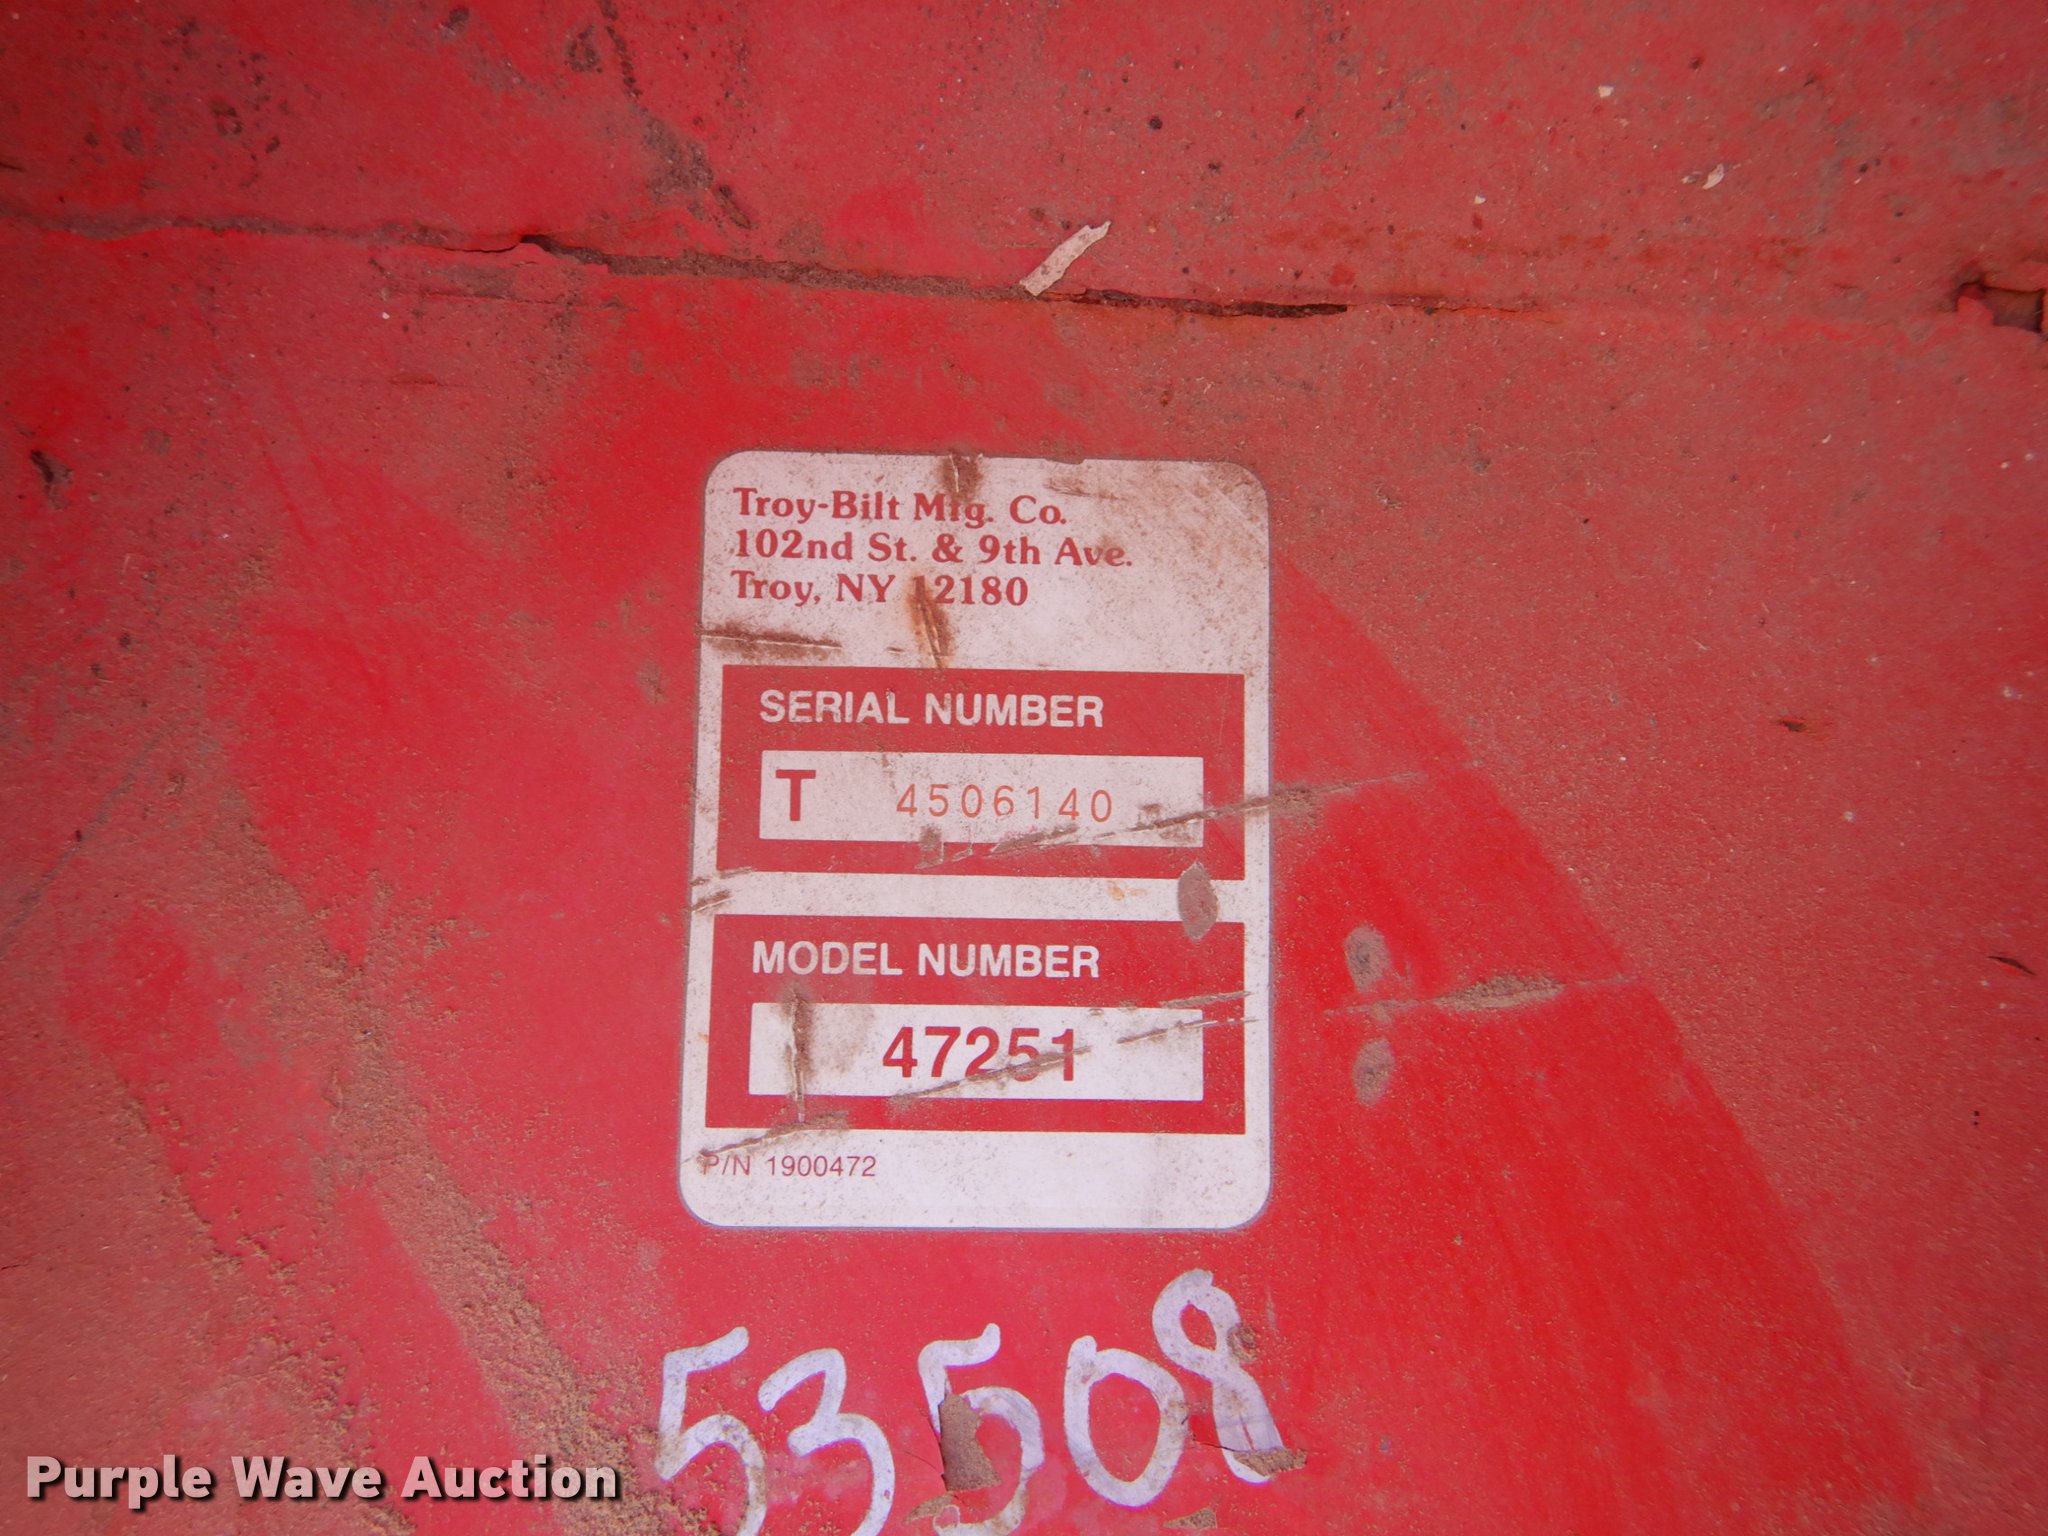 Troy-Bilt Mfg. Co.
102nd St. & 9th Ave.
Troy, NY 12180
SERIAL NUMBER
T 4506140
MODEL NUMBER
47251
P/N 1900472
53508
Purple Wave Auction